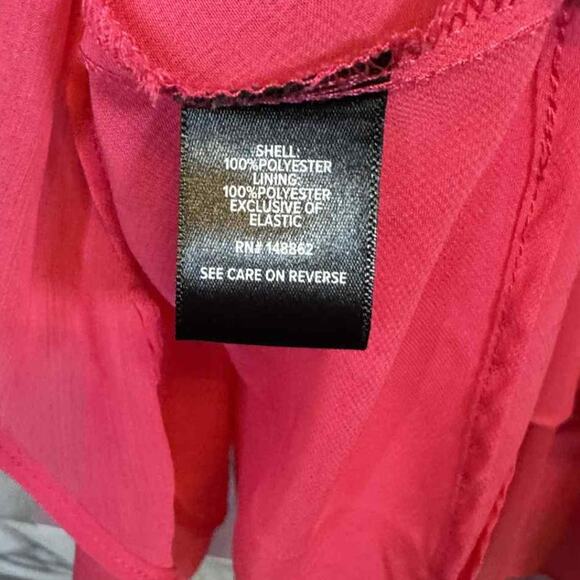 SHELL:
100%POLYESTER
LINING:
100%POLYESTER
EXCLUSIVE OF
ELASTIC
RN# 148862
SEE CARE ON REVERSE